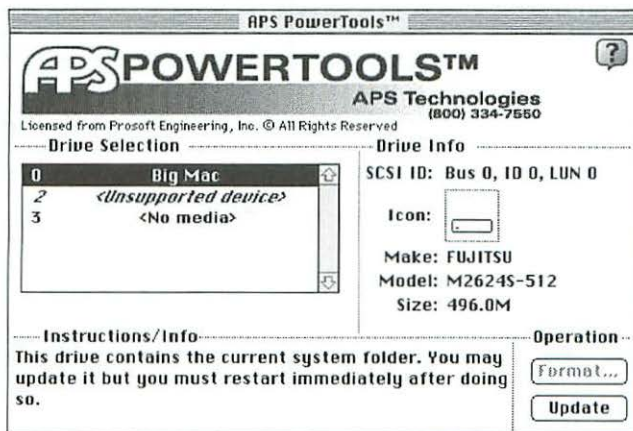 APS PowerTools™
APS POWERTOOLS™
APS Technologies
(800) 334-7550
Licensed from Prosoft Engineering, Inc. © All Rights Reserved
Drive Selection
0 Big Mac
2 <Unsupported device>
3 <No media>
Drive Info
SCSI ID: Bus 0, ID 0, LUN 0
Icon:
Make: FUJITSU
Model: M2624S-512
Size: 496.0M
Instructions/Info
This drive contains the current system folder. You may
update it but you must restart immediately after doing
so.
Operation
Format...
Update
?